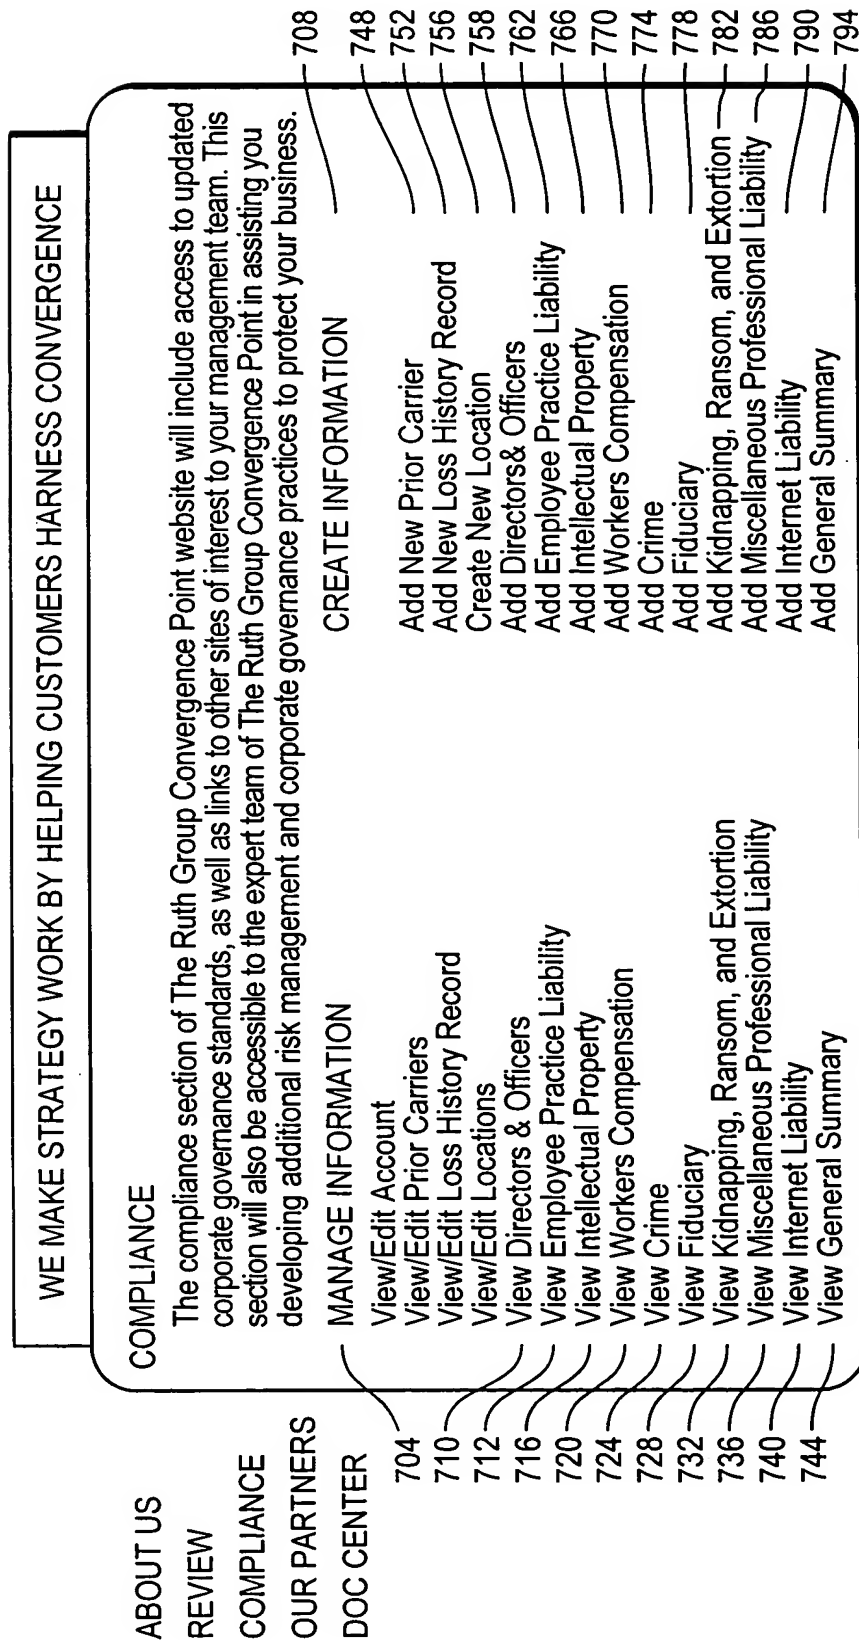 WE MAKE STRATEGY WORK BY HELPING CUSTOMERS HARNESS CONVERGENCE
ABOUT US
REVIEW
COMPLIANCE
OUR PARTNERS
DOC CENTER
COMPLIANCE
The compliance section of The Ruth Group Convergence Point website will include access to updated
corporate governance standards, as well as links to other sites of interest to your management team. This
section will also be accessible to the expert team of The Ruth Group Convergence Point in assisting you
developing additional risk management and corporate governance practices to protect your business.
704
MANAGE INFORMATION
View/Edit Account
View/Edit Prior Carriers
View/Edit Loss History Record
View/Edit Locations
710 View Directors & Officers
712 View Employee Practice Liability
716 View Intellectual Property
720 View Workers Compensation
724 View Crime
728 View Fiduciary
732 View Kidnapping, Ransom, and Extortion
736 View Miscellaneous Professional Liability
740 View Internet Liability
744 View General Summary
CREATE INFORMATION
708
748
Add New Prior Carrier 752
Add New Loss History Record 756
Create New Location 758
Add Directors& Officers 762
Add Employee Practice Liability 766
Add Intellectual Property 770
Add Workers Compensation 774
Add Crime 778
Add Fiduciary 782
Add Kidnapping, Ransom, and Extortion 786
Add Miscellaneous Professional Liability 790
Add Internet Liability 794
Add General Summary